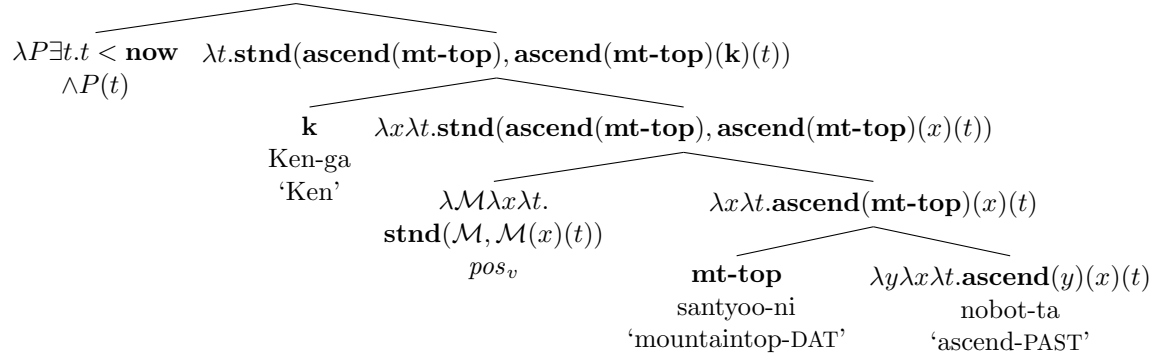 λP∃t.t < now λt.stnd(ascend(mt-top), ascend(mt-top)(k)(t))
∧P(t)
k λxλt.stnd(ascend(mt-top), ascend(mt-top)(x)(t))
Ken-ga
‘Ken’
λℳλxλt. λxλt.ascend(mt-top)(x)(t)
stnd(ℳ, ℳ(x)(t))
pos_v mt-top λyλxλt.ascend(y)(x)(t)
santyoo-ni nobot-ta
‘mountaintop-DAT’ ‘ascend-PAST’